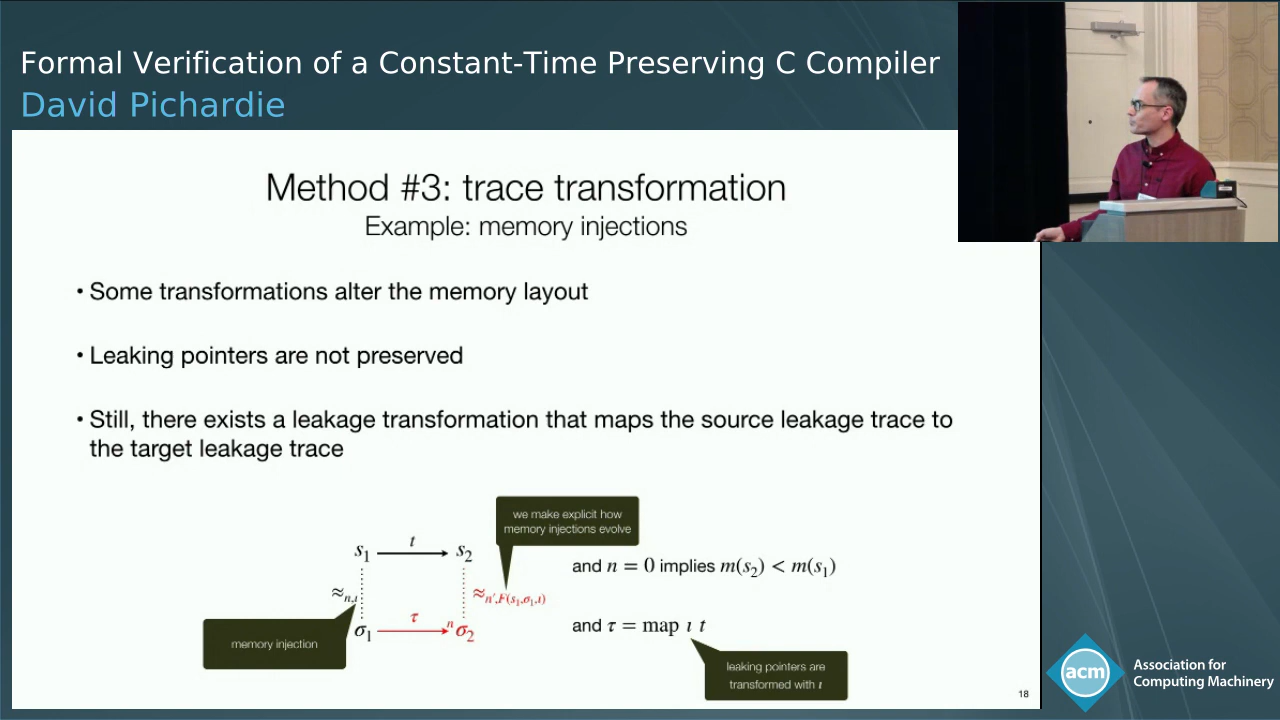 Formal Verification of a Constant-Time Preserving C Compiler
David Pichardie
Method #3: trace transformation
Example: memory injections
• Some transformations alter the memory layout
• Leaking pointers are not preserved
• Still, there exists a leakage transformation that maps the source leakage trace to
the target leakage trace
we make explicit how
memory injections evolve
s₁ t s₂
and n = 0 implies m(s₂) < m(s₁)
≈n,ι ≈n′,F(s₁,σ₁,ι)
σ₁ τ n σ₂
and τ = map ι t
memory injection
leaking pointers are
transformed with ι
18
acm
Association for
Computing Machinery